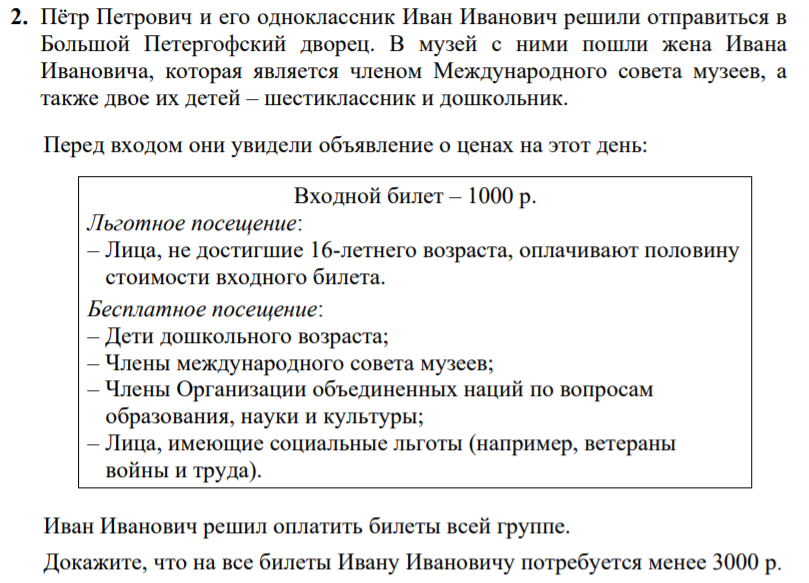 2. Пётр Петрович и его одноклассник Иван Иванович решили отправиться в
Большой Петергофский дворец. В музей с ними пошли жена Ивана
Ивановича, которая является членом Международного совета музеев, а
также двое их детей – шестиклассник и дошкольник.
Перед входом они увидели объявление о ценах на этот день:
Входной билет – 1000 р.
Льготное посещение:
– Лица, не достигшие 16-летнего возраста, оплачивают половину
стоимости входного билета.
Бесплатное посещение:
– Дети дошкольного возраста;
– Члены международного совета музеев;
– Члены Организации объединенных наций по вопросам
образования, науки и культуры;
– Лица, имеющие социальные льготы (например, ветераны
войны и труда).
Иван Иванович решил оплатить билеты всей группе.
Докажите, что на все билеты Ивану Ивановичу потребуется менее 3000 р.